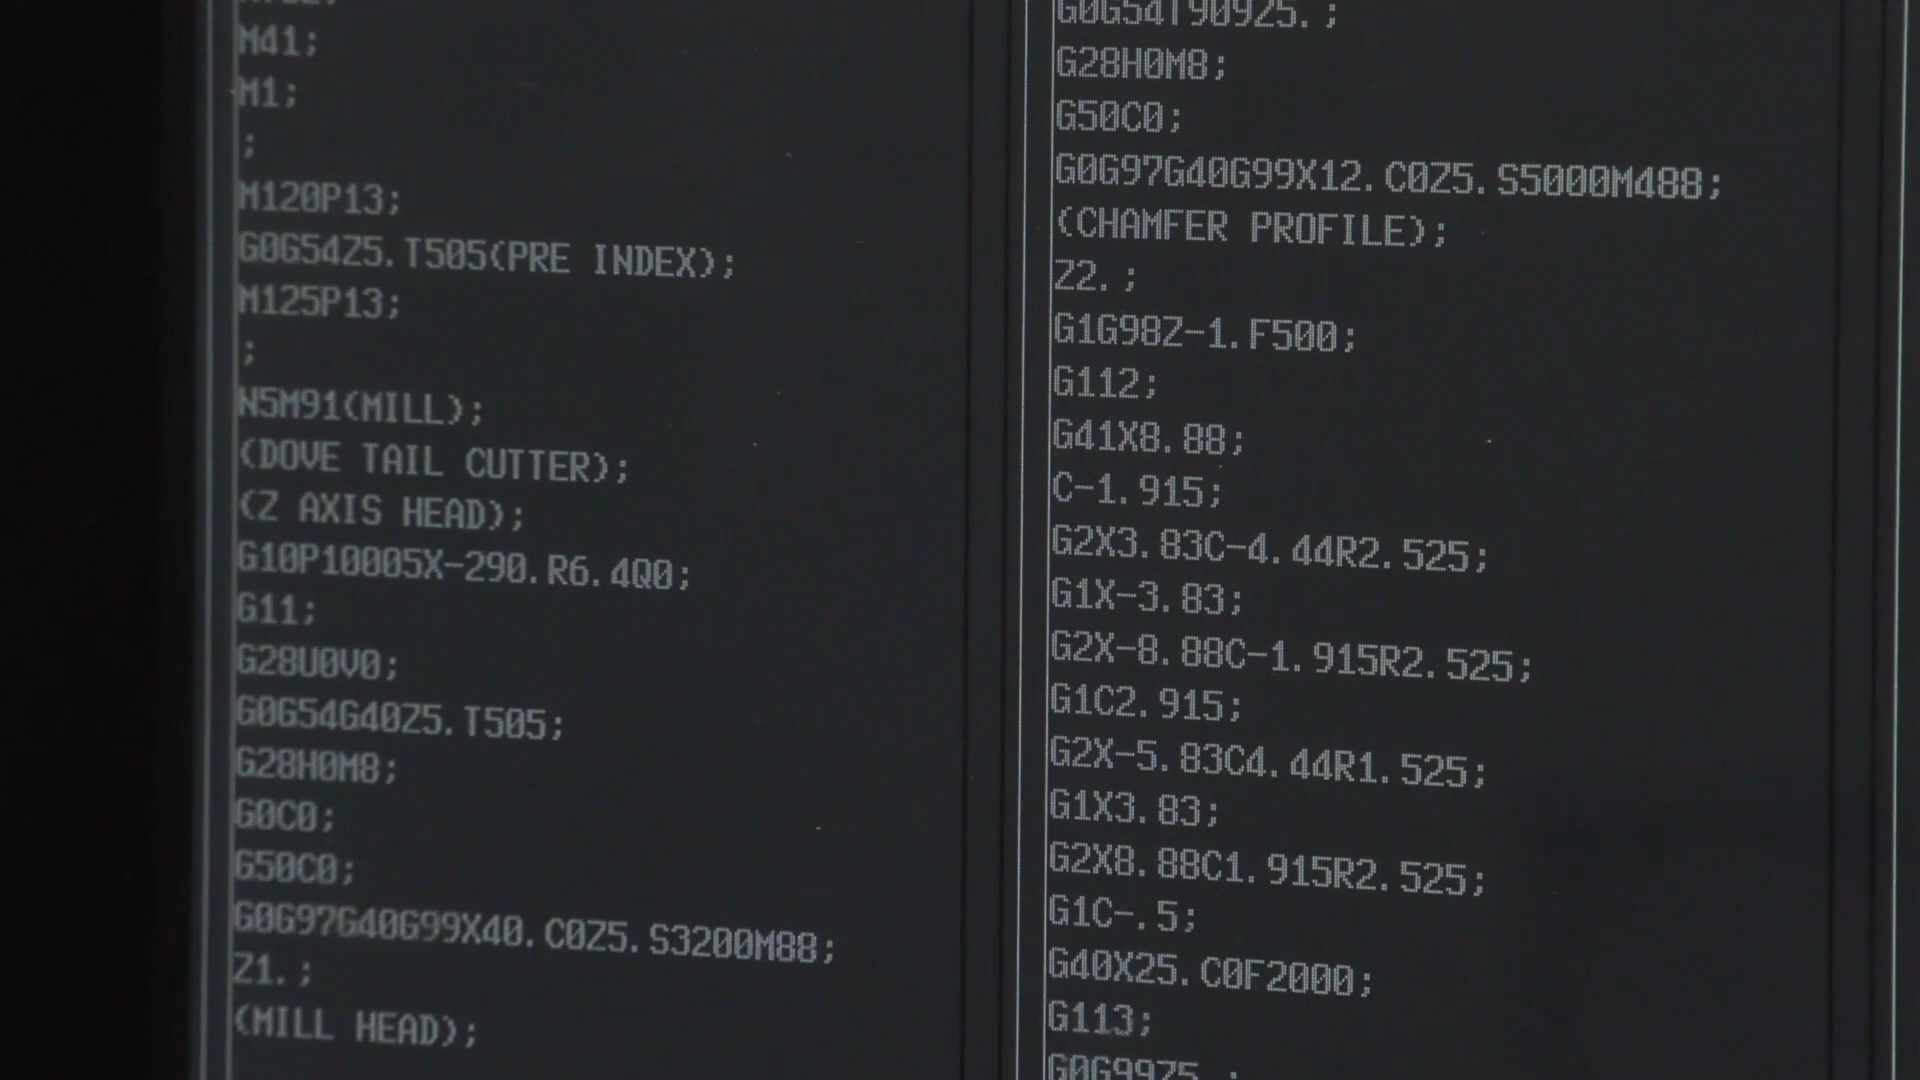 M41;
M1;
;
M120P13;
G0G54Z5.T505(PRE INDEX);
M125P13;
;
N5M91(MILL);
(DOVE TAIL CUTTER);
(Z AXIS HEAD);
G10P10005X-290.R6.4Q0;
G11;
G28U0V0;
G0G54G40Z5.T505;
G28H0M8;
G0C0;
G50C0;
G0G97G40G99X40.C0Z5.S3200M88;
Z1.;
(MILL HEAD);
G0G54T909Z5.;
G28H0M8;
G50C0;
G0G97G40G99X12.C0Z5.S5000M488;
(CHAMFER PROFILE);
Z2.;
G1G98Z-1.F500;
G112;
G41X8.88;
C-1.915;
G2X3.83C-4.44R2.525;
G1X-3.83;
G2X-8.88C-1.915R2.525;
G1C2.915;
G2X-5.83C4.44R1.525;
G1X3.83;
G2X8.88C1.915R2.525;
G1C-.5;
G40X25.C0F2000;
G113;
G0G99Z5.;